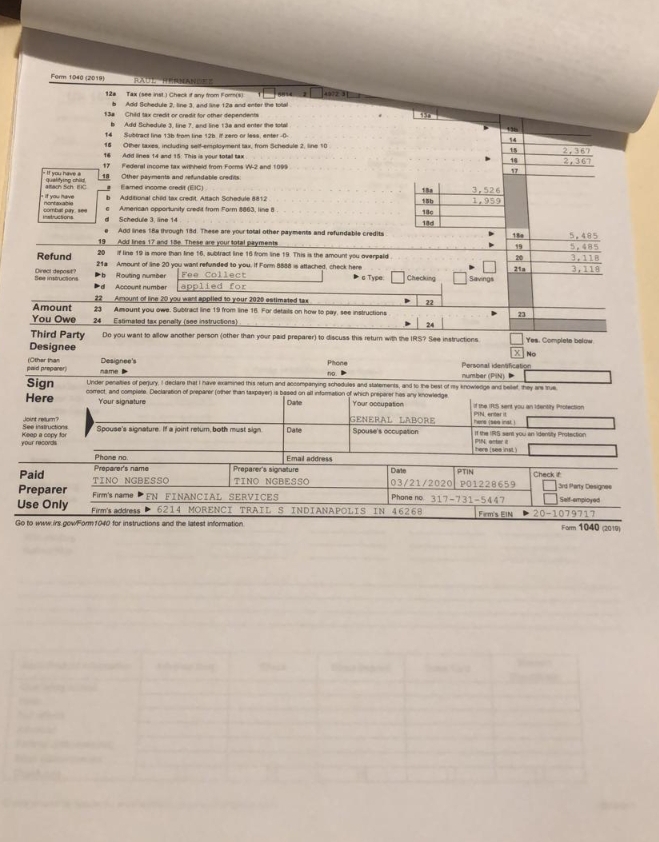 Form 1040 (2019) RAUL HERNANDEZ
12a Tax (see inst.) Check if any from Form(s): 1 8814 2 4972 3
b Add Schedule 2, line 3, and line 12a and enter the total
13a Child tax credit or credit for other dependents 13a
b Add Schedule 3, line 7, and line 13a and enter the total ▶ 13b
14 Subtract line 13b from line 12b. If zero or less, enter -0- 14
15 Other taxes, including self-employment tax, from Schedule 2, line 10 15 2,367
16 Add lines 14 and 15. This is your total tax ▶ 16 2,367
17 Federal income tax withheld from Forms W-2 and 1099 17
18 Other payments and refundable credits:
• If you have a qualifying child, attach Sch. EIC.
• If you have nontaxable combat pay, see instructions.
a Earned income credit (EIC) 18a 3,526
b Additional child tax credit. Attach Schedule 8812 18b 1,959
c American opportunity credit from Form 8863, line 8 18c
d Schedule 3, line 14 18d
e Add lines 18a through 18d. These are your total other payments and refundable credits ▶ 18e 5,485
19 Add lines 17 and 18e. These are your total payments ▶ 19 5,485
Refund 20 If line 19 is more than line 16, subtract line 16 from line 19. This is the amount you overpaid 20 3,118
21a Amount of line 20 you want refunded to you. If Form 8888 is attached, check here ▶ 21a 3,118
Direct deposit? See instructions.
▶b Routing number Fee Collect ▶ c Type: Checking Savings
▶d Account number applied for
22 Amount of line 20 you want applied to your 2020 estimated tax ▶ 22
Amount You Owe
23 Amount you owe. Subtract line 19 from line 16. For details on how to pay, see instructions ▶ 23
24 Estimated tax penalty (see instructions) ▶ 24
Third Party Designee
(Other than paid preparer)
Do you want to allow another person (other than your paid preparer) to discuss this return with the IRS? See instructions. Yes. Complete below.
X No
Designee's name ▶ Phone no. ▶ Personal identification number (PIN) ▶
Sign Here
Joint return? See instructions. Keep a copy for your records.
Under penalties of perjury, I declare that I have examined this return and accompanying schedules and statements, and to the best of my knowledge and belief, they are true,
correct, and complete. Declaration of preparer (other than taxpayer) is based on all information of which preparer has any knowledge.
Your signature Date Your occupation If the IRS sent you an Identity Protection PIN, enter it here (see inst.)
GENERAL LABORE
Spouse's signature. If a joint return, both must sign. Date Spouse's occupation If the IRS sent you an Identity Protection PIN, enter it here (see inst.)
Phone no. Email address
Paid Preparer Use Only
Preparer's name Preparer's signature Date PTIN Check if:
TINO NGBESSO TINO NGBESSO 03/21/2020 P01228659 3rd Party Designee
Firm's name ▶ FN FINANCIAL SERVICES Phone no. 317-731-5447 Self-employed
Firm's address ▶ 6214 MORENCI TRAIL S INDIANAPOLIS IN 46268 Firm's EIN ▶ 20-1079717
Go to www.irs.gov/Form1040 for instructions and the latest information. Form 1040 (2019)